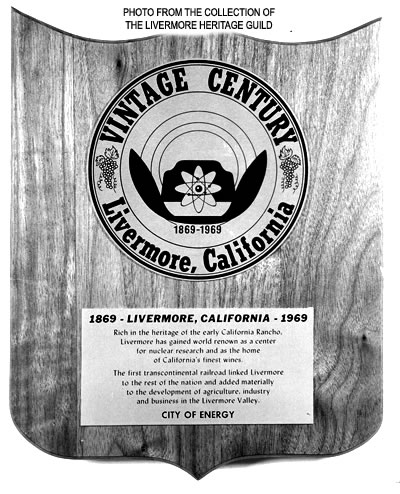 PHOTO FROM THE COLLECTION OF
THE LIVERMORE HERITAGE GUILD
VINTAGE CENTURY
1869-1969
Livermore, California
1869 - LIVERMORE, CALIFORNIA - 1969
Rich in the heritage of the early California Rancho,
Livermore has gained world renown as a center
for nuclear research and as the home
of California's finest wines.
The first transcontinental railroad linked Livermore
to the rest of the nation and added materially
to the development of agriculture, industry
and business in the Livermore Valley.
CITY OF ENERGY